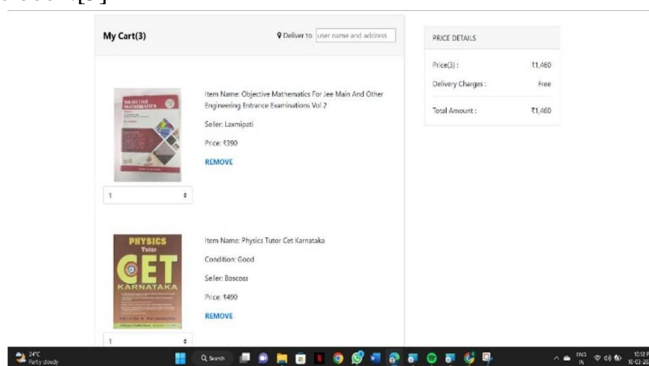 My Cart(3)
Deliver to user name and address
PRICE DETAILS
Price(3) : ₹1,460
Delivery Charges : Free
Total Amount : ₹1,460
Item Name: Objective Mathematics For Jee Main And Other
Engineering Entrance Examinations Vol 2
Seller: Laxmipati
Price: ₹390
REMOVE
1
OBJECTIVE
MATHEMATICS
PHYSICS
Tutor
CET
KARNATAKA
Item Name: Physics Tutor Cet Karnataka
Condition: Good
Seller: Boscoss
Price: ₹490
REMOVE
1
24°C
Partly cloudy
Search
ENG
IN